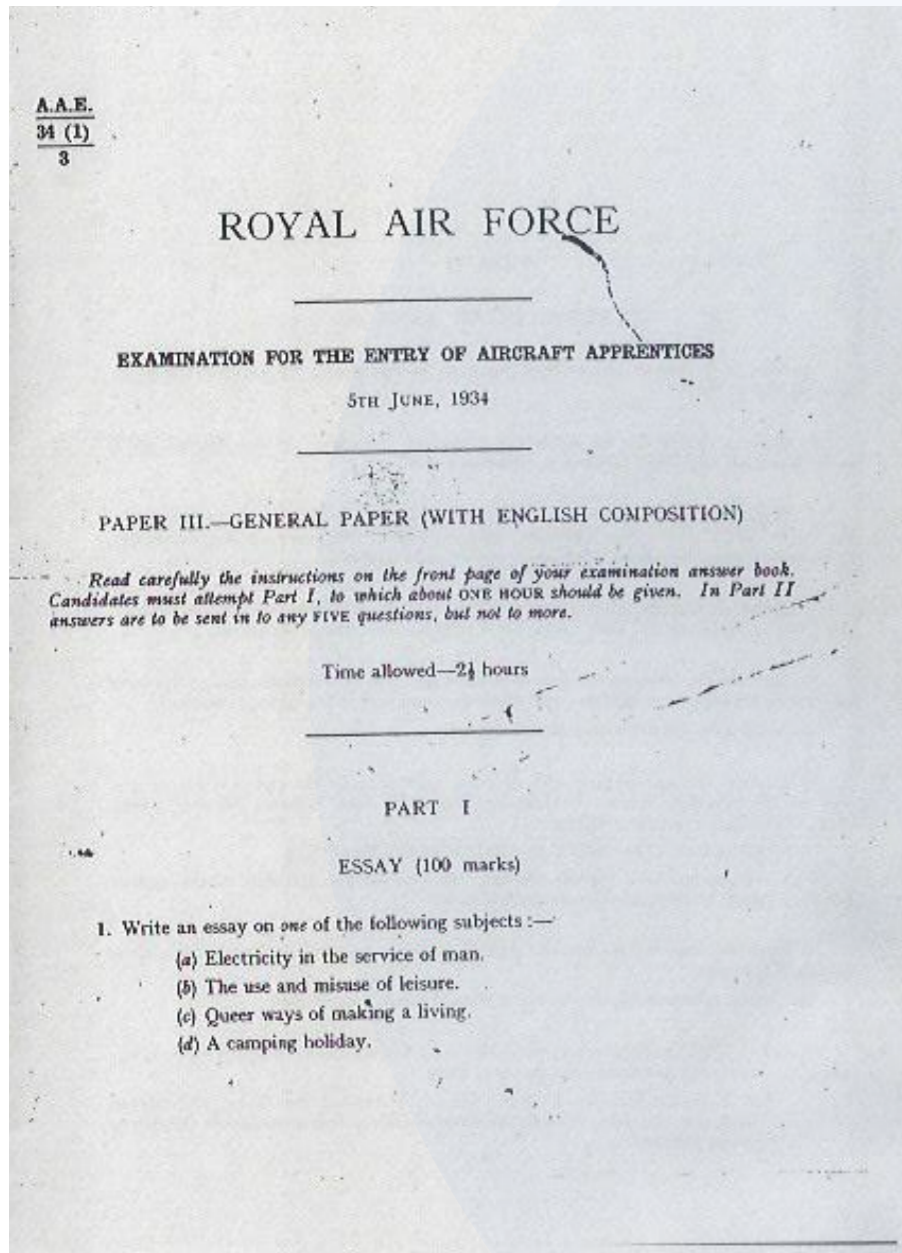 A.A.E.
34 (1)
3
ROYAL AIR FORCE
EXAMINATION FOR THE ENTRY OF AIRCRAFT APPRENTICES
5TH JUNE, 1934
PAPER III.—GENERAL PAPER (WITH ENGLISH COMPOSITION)
Read carefully the instructions on the front page of your examination answer book.
Candidates must attempt Part I, to which about ONE HOUR should be given. In Part II
answers are to be sent in to any FIVE questions, but not to more.
Time allowed—2½ hours
PART I
ESSAY (100 marks)
1. Write an essay on one of the following subjects :—
(a) Electricity in the service of man.
(b) The use and misuse of leisure.
(c) Queer ways of making a living.
(d) A camping holiday.